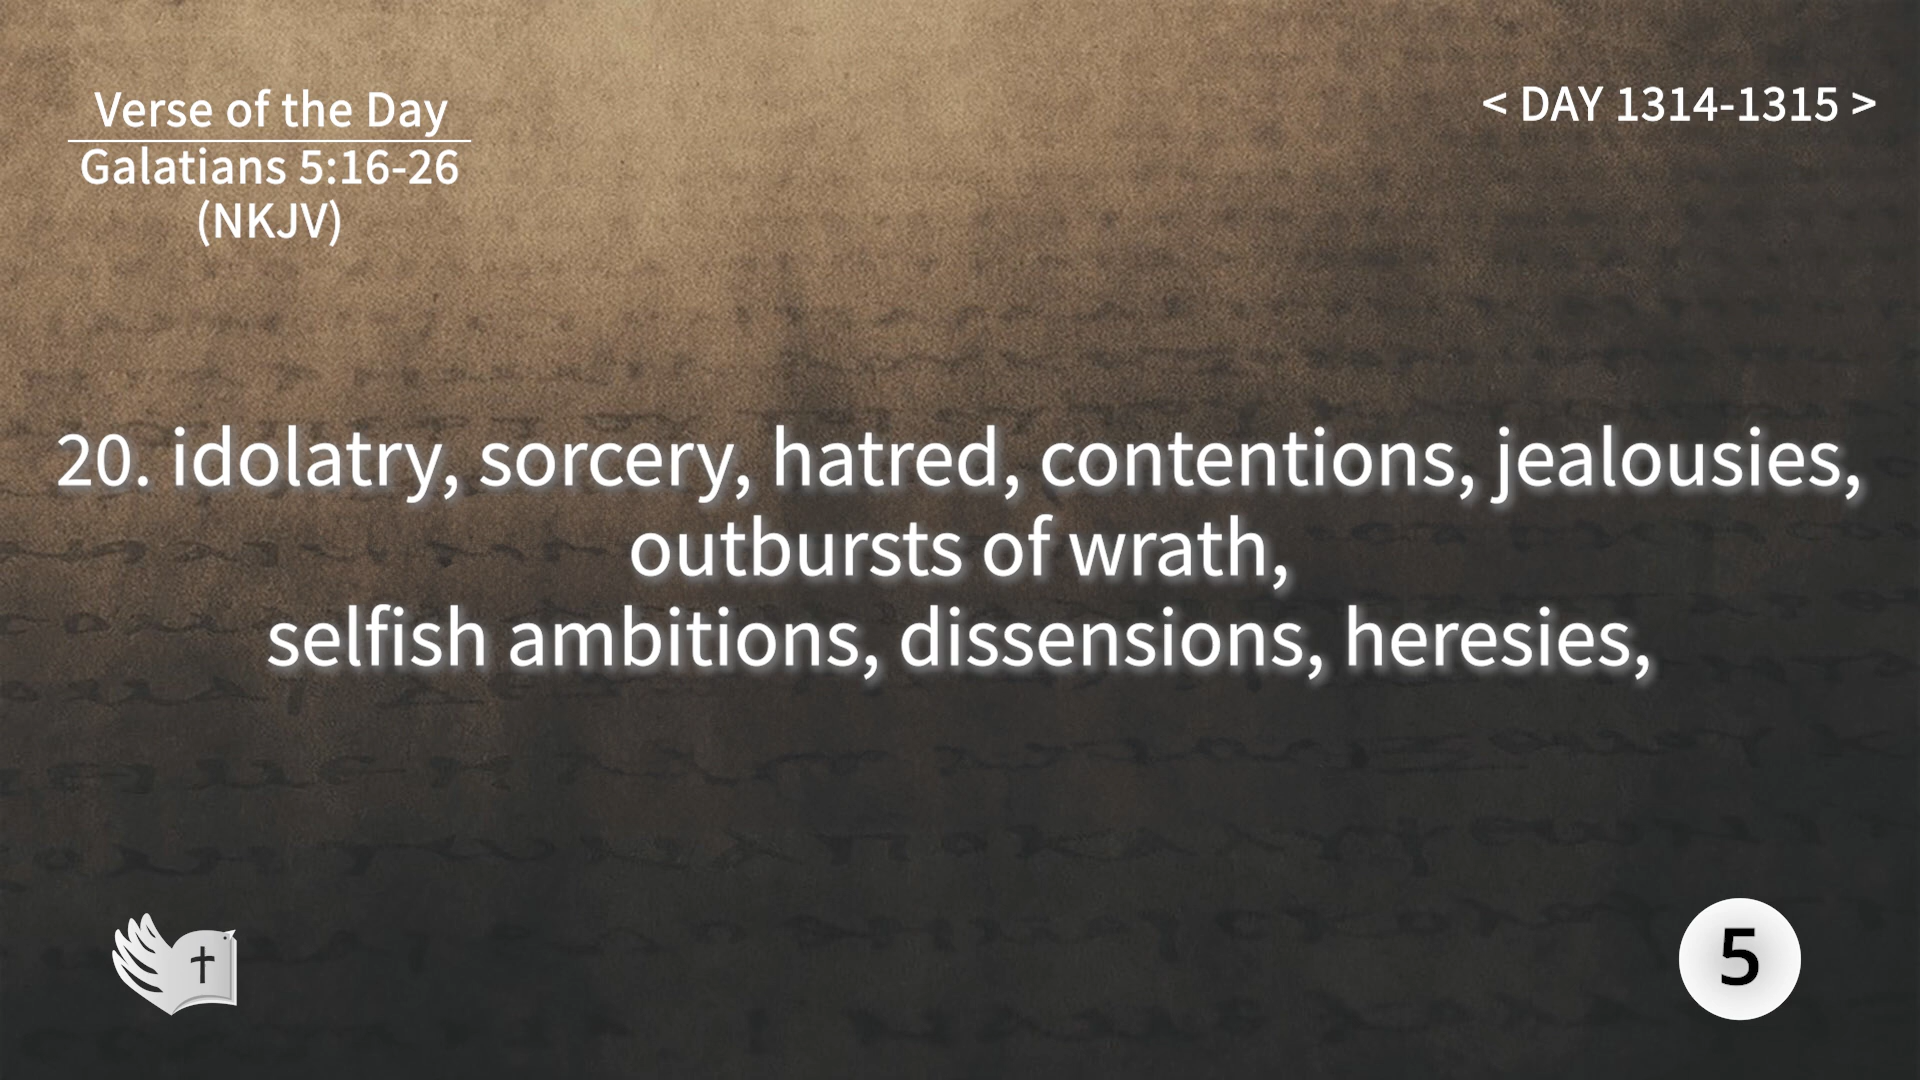 Verse of the Day
Galatians 5:16-26
(NKJV)
< DAY 1314-1315 >
20. idolatry, sorcery, hatred, contentions, jealousies,
outbursts of wrath,
selfish ambitions, dissensions, heresies,
5